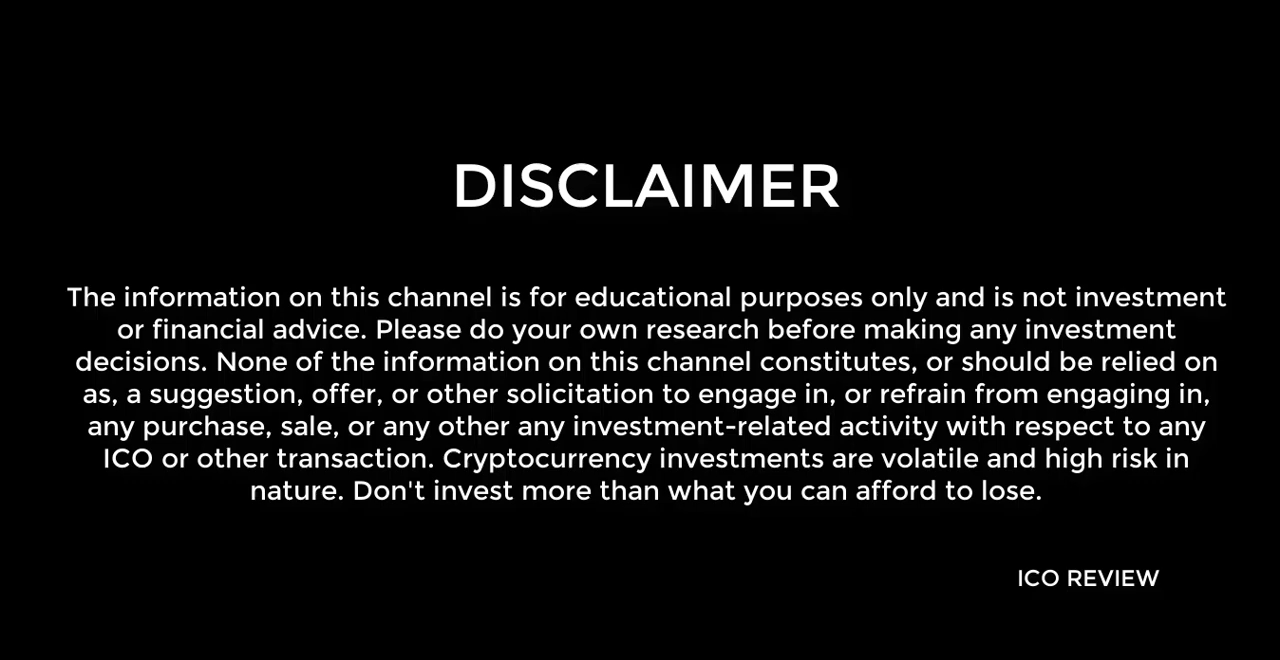 DISCLAIMER
The information on this channel is for educational purposes only and is not investment
or financial advice. Please do your own research before making any investment
decisions. None of the information on this channel constitutes, or should be relied on
as, a suggestion, offer, or other solicitation to engage in, or refrain from engaging in,
any purchase, sale, or any other any investment-related activity with respect to any
ICO or other transaction. Cryptocurrency investments are volatile and high risk in
nature. Don't invest more than what you can afford to lose.
ICO REVIEW